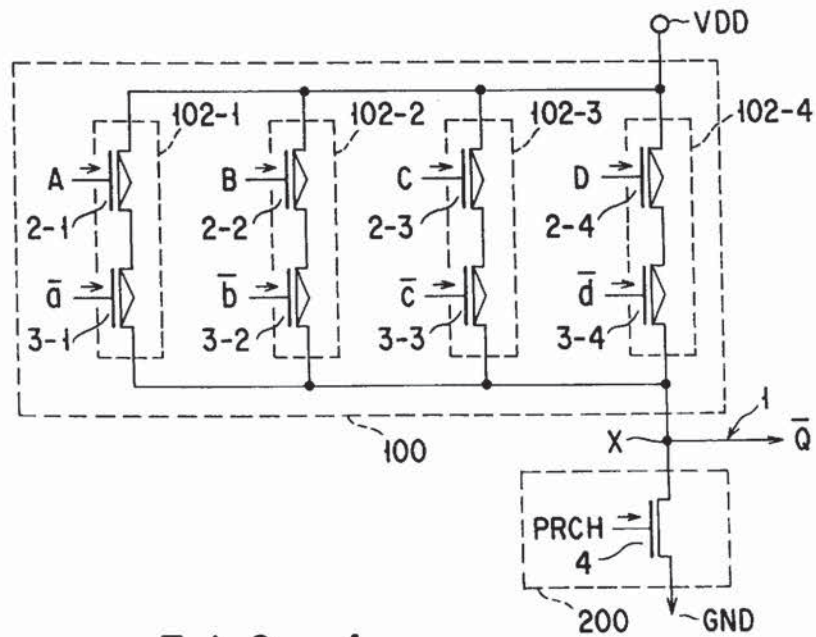 VDD
102-1 102-2 102-3 102-4
A B C D
2-1 2-2 2-3 2-4
a̅ b̅ c̅ d̅
3-1 3-2 3-3 3-4
100
1
X Q̅
PRCH
4
200 GND